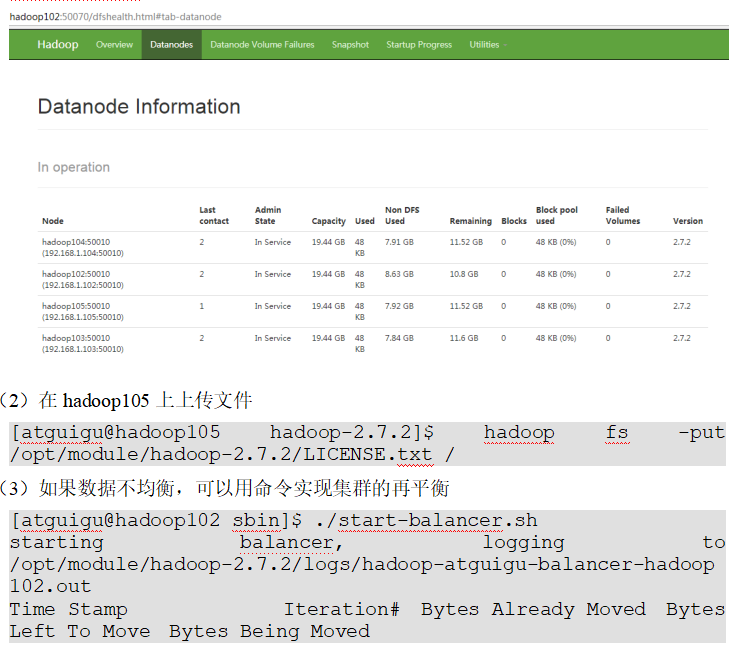 hadoop102:50070/dfshealth.html#tab-datanode
Hadoop Overview Datanodes Datanode Volume Failures Snapshot Startup Progress Utilities
Datanode Information
In operation
Node Last contact Admin State Capacity Used Non DFS Used Remaining Blocks Block pool used Failed Volumes Version
hadoop104:50010 (192.168.1.104:50010) 2 In Service 19.44 GB 48 KB 7.91 GB 11.52 GB 0 48 KB (0%) 0 2.7.2
hadoop102:50010 (192.168.1.102:50010) 2 In Service 19.44 GB 48 KB 8.63 GB 10.8 GB 0 48 KB (0%) 0 2.7.2
hadoop105:50010 (192.168.1.105:50010) 1 In Service 19.44 GB 48 KB 7.92 GB 11.52 GB 0 48 KB (0%) 0 2.7.2
hadoop103:50010 (192.168.1.103:50010) 2 In Service 19.44 GB 48 KB 7.84 GB 11.6 GB 0 48 KB (0%) 0 2.7.2
（2）在 hadoop105 上上传文件
[atguigu@hadoop105 hadoop-2.7.2]$ hadoop fs -put
/opt/module/hadoop-2.7.2/LICENSE.txt /
（3）如果数据不均衡，可以用命令实现集群的再平衡
[atguigu@hadoop102 sbin]$ ./start-balancer.sh
starting balancer, logging to
/opt/module/hadoop-2.7.2/logs/hadoop-atguigu-balancer-hadoop
102.out
Time Stamp Iteration# Bytes Already Moved Bytes
Left To Move Bytes Being Moved